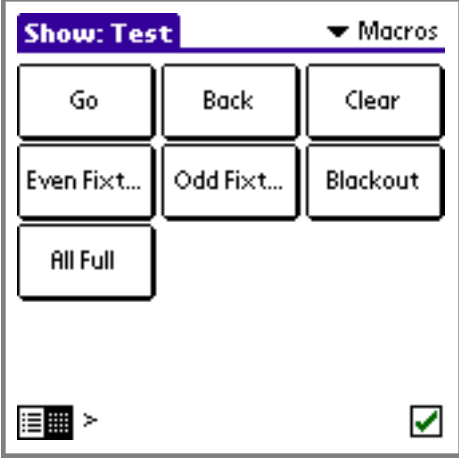 Show: Test
Macros
Go
Back
Clear
Even Fixt...
Odd Fixt...
Blackout
All Full
>